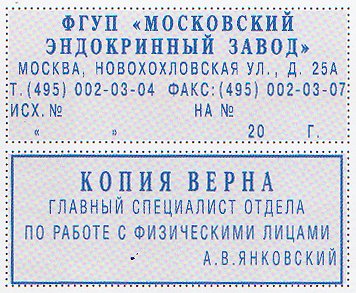 ФГУП «МОСКОВСКИЙ
ЭНДОКРИННЫЙ ЗАВОД»
МОСКВА, НОВОХОХЛОВСКАЯ УЛ., Д. 25А
Т.(495) 002-03-04 ФАКС:(495) 002-03-07
ИСХ.№ НА №
« » 20 Г.
КОПИЯ ВЕРНА
ГЛАВНЫЙ СПЕЦИАЛИСТ ОТДЕЛА
ПО РАБОТЕ С ФИЗИЧЕСКИМИ ЛИЦАМИ
А.В.ЯНКОВСКИЙ